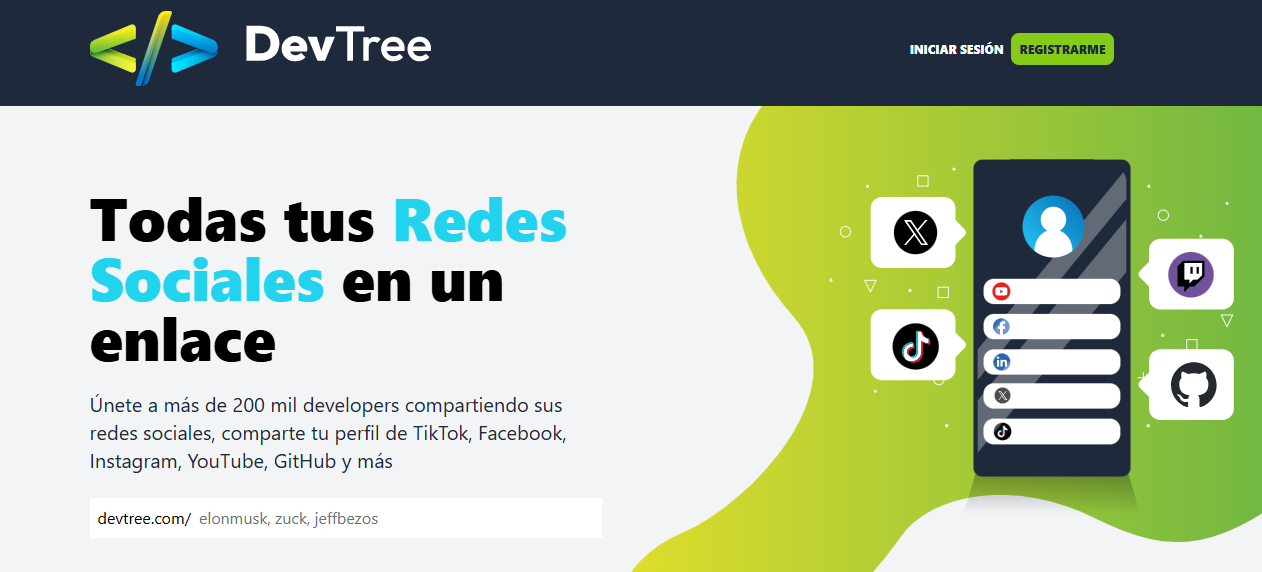 DevTree
INICIAR SESIÓN
REGISTRARME
Todas tus Redes
Sociales en un
enlace
Únete a más de 200 mil developers compartiendo sus
redes sociales, comparte tu perfil de TikTok, Facebook,
Instagram, YouTube, GitHub y más
devtree.com/ elonmusk, zuck, jeffbezos